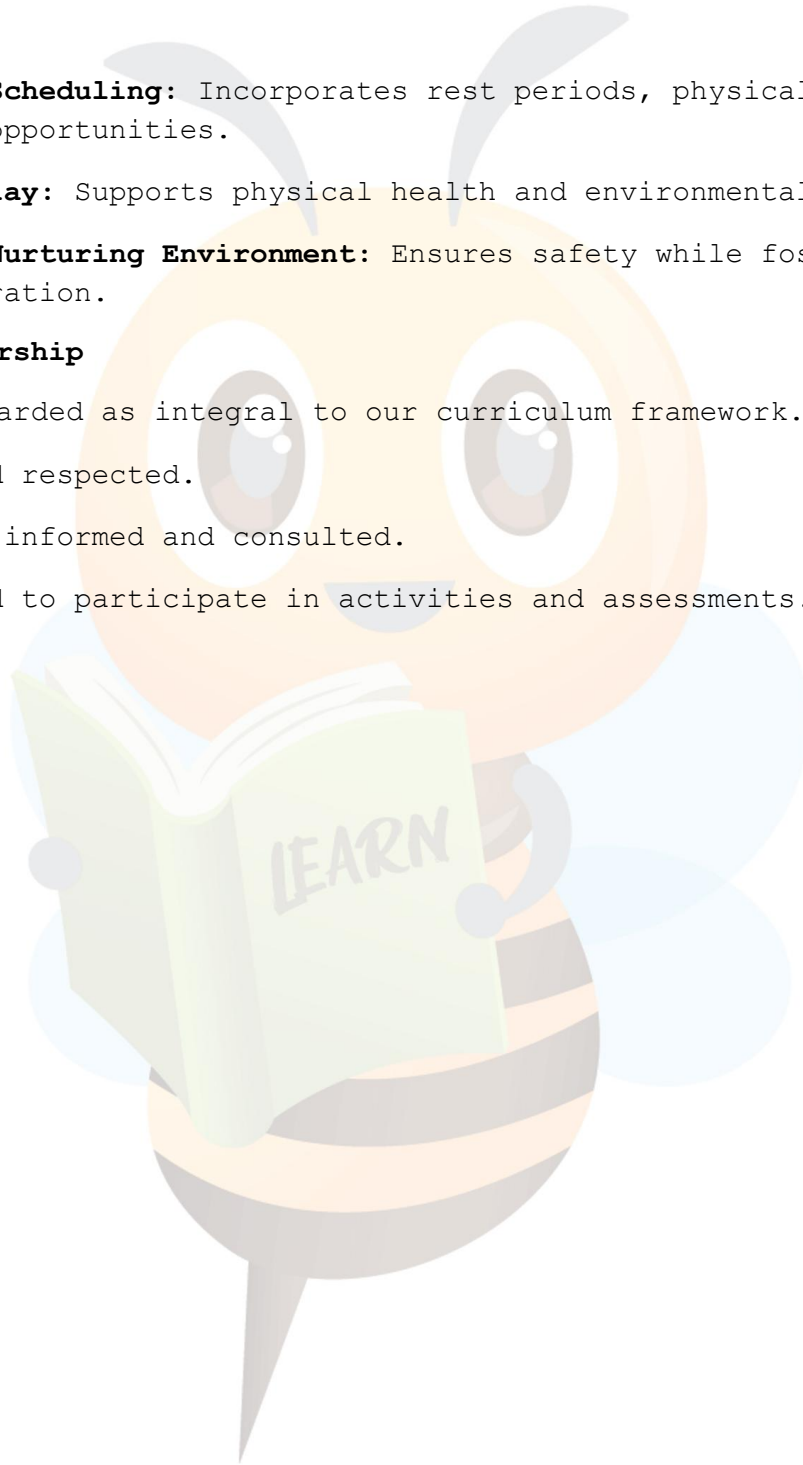 Scheduling: Incorporates rest periods, physical
opportunities.
lay: Supports physical health and environmental
Nurturing Environment: Ensures safety while fos
ration.
rship
arded as integral to our curriculum framework.
d respected.
informed and consulted.
d to participate in activities and assessments.
LEARN